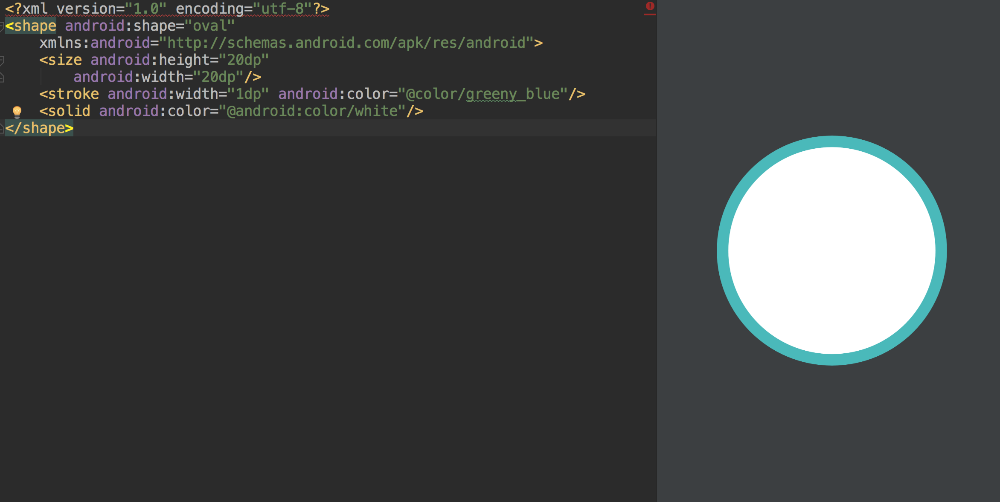 <?xml version="1.0" encoding="utf-8"?>
<shape android:shape="oval"
    xmlns:android="http://schemas.android.com/apk/res/android">
    <size android:height="20dp"
        android:width="20dp"/>
    <stroke android:width="1dp" android:color="@color/greeny_blue"/>
    <solid android:color="@android:color/white"/>
</shape>